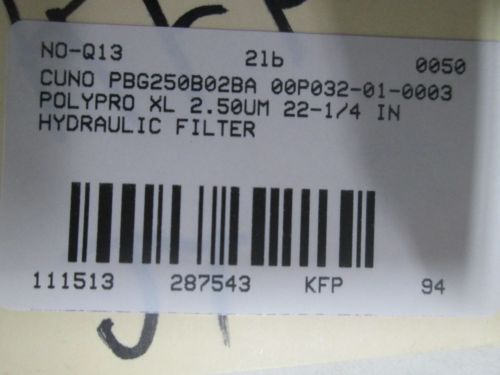 NO-Q13 2lb 0050
CUNO PBG250B02BA 00P032-01-0003
POLYPRO XL 2.50UM 22-1/4 IN
HYDRAULIC FILTER
111513 287543 KFP 94